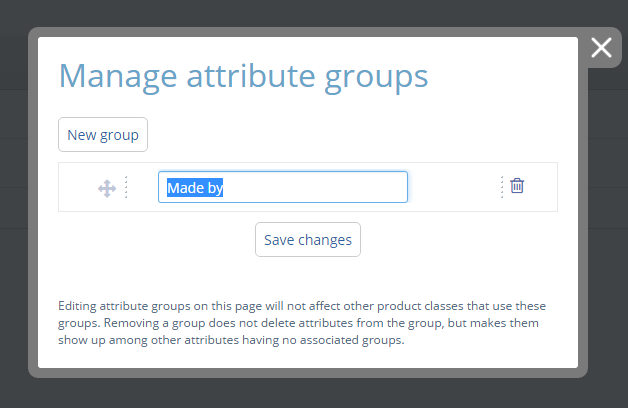 Manage attribute groups
New group
Made by
Save changes
Editing attribute groups on this page will not affect other product classes that use these
groups. Removing a group does not delete attributes from the group, but makes them
show up among other attributes having no associated groups.